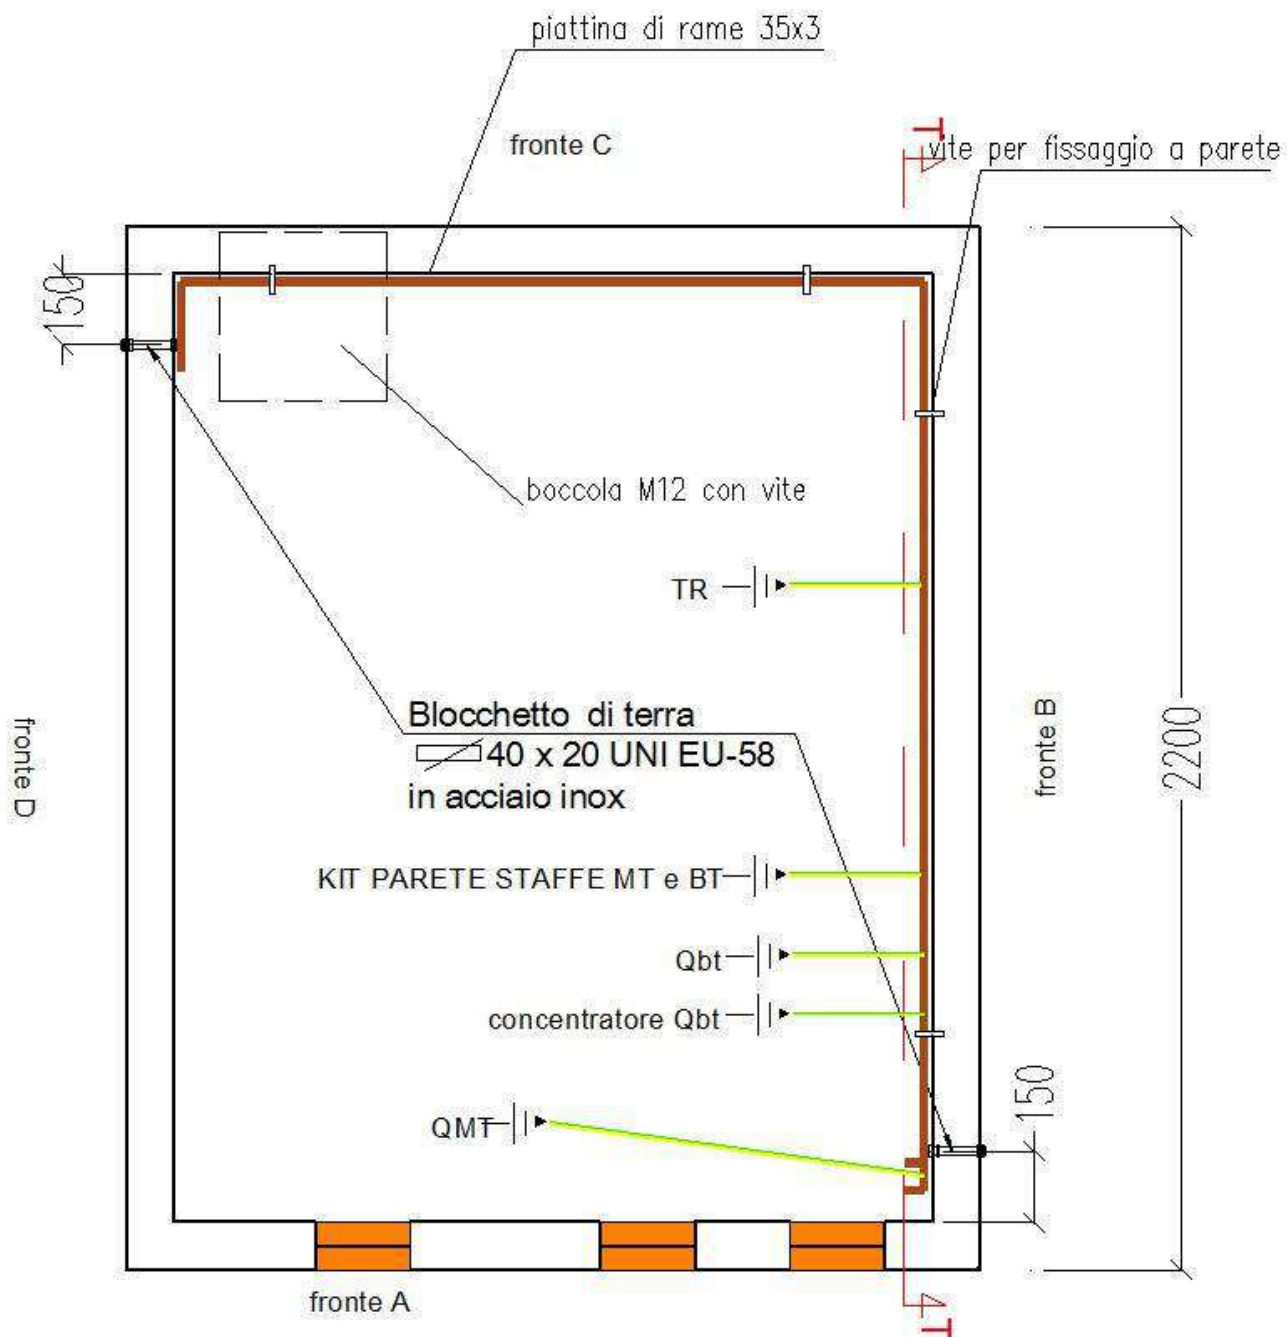 piattina di rame 35x3
fronte C
T
vite per fissaggio a parete
150
boccola M12 con vite
TR
Blocchetto di terra
40 x 20 UNI EU-58
in acciaio inox
fronte D
fronte B
2200
KIT PARETE STAFFE MT e BT
Qbt
concentratore Qbt
150
QMT
fronte A
T